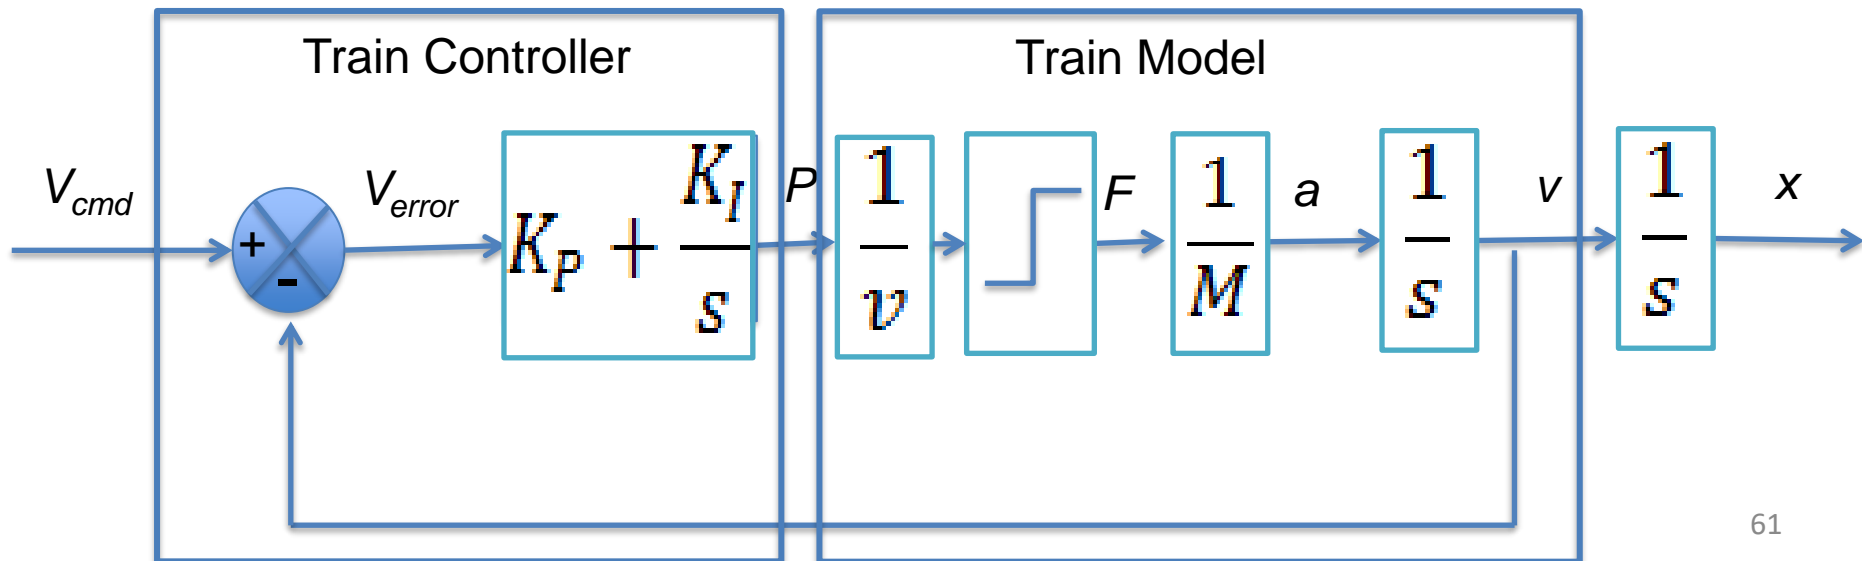 Train Controller
Train Model
V_cmd
+
-
V_error
K_P + K_I/s
P
1/v
F
1/M
a
1/s
v
1/s
x
61